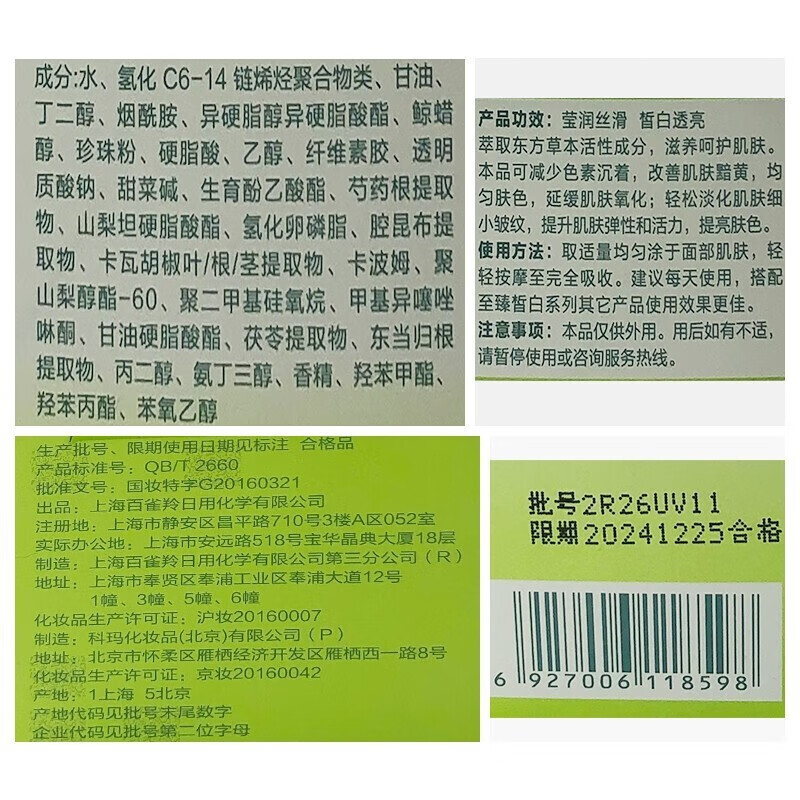 成分:水、氢化 C6-14 链烯烃聚合物类、甘油、
丁二醇、烟酰胺、异硬脂醇异硬脂酸酯、鲸蜡
醇、珍珠粉、硬脂酸、乙醇、纤维素胶、透明
质酸钠、甜菜碱、生育酚乙酸酯、芍药根提取
物、山梨坦硬脂酸酯、氢化卵磷脂、腔昆布提
取物、卡瓦胡椒叶/根/茎提取物、卡波姆、聚
山梨醇酯-60、聚二甲基硅氧烷、甲基异噻唑
啉酮、甘油硬脂酸酯、茯苓提取物、东当归根
提取物、丙二醇、氨丁三醇、香精、羟苯甲酯、
羟苯丙酯、苯氧乙醇
产品功效：莹润丝滑 皙白透亮
萃取东方草本活性成分，滋养呵护肌肤。
本品可减少色素沉着，改善肌肤黯黄，均
匀肤色，延缓肌肤氧化；轻松淡化肌肤细
小皱纹，提升肌肤弹性和活力，提亮肤色。
使用方法：取适量均匀涂于面部肌肤，轻
轻按摩至完全吸收。建议每天使用，搭配
至臻皙白系列其它产品使用效果更佳。
注意事项：本品仅供外用。用后如有不适，
请暂停使用或咨询服务热线。
生产批号、限期使用日期见标注 合格品
产品标准号：QB/T 2660
批准文号：国妆特字G20160321
出品：上海百雀羚日用化学有限公司
注册地：上海市静安区昌平路710号3楼A区052室
实际办公地：上海市安远路518号宝华晶典大厦18层
制造：上海百雀羚日用化学有限公司第三分公司（R）
地址：上海市奉贤区奉浦工业区奉浦大道12号
1幢、3幢、5幢、6幢
化妆品生产许可证：沪妆20160007
制造：科玛化妆品(北京)有限公司（P）
地址：北京市怀柔区雁栖经济开发区雁栖西一路8号
化妆品生产许可证：京妆20160042
产地：1上海 5北京
产地代码见批号末尾数字
企业代码见批号第二位字母
批号2R26UV11
限期20241225合格
6 927006 118598